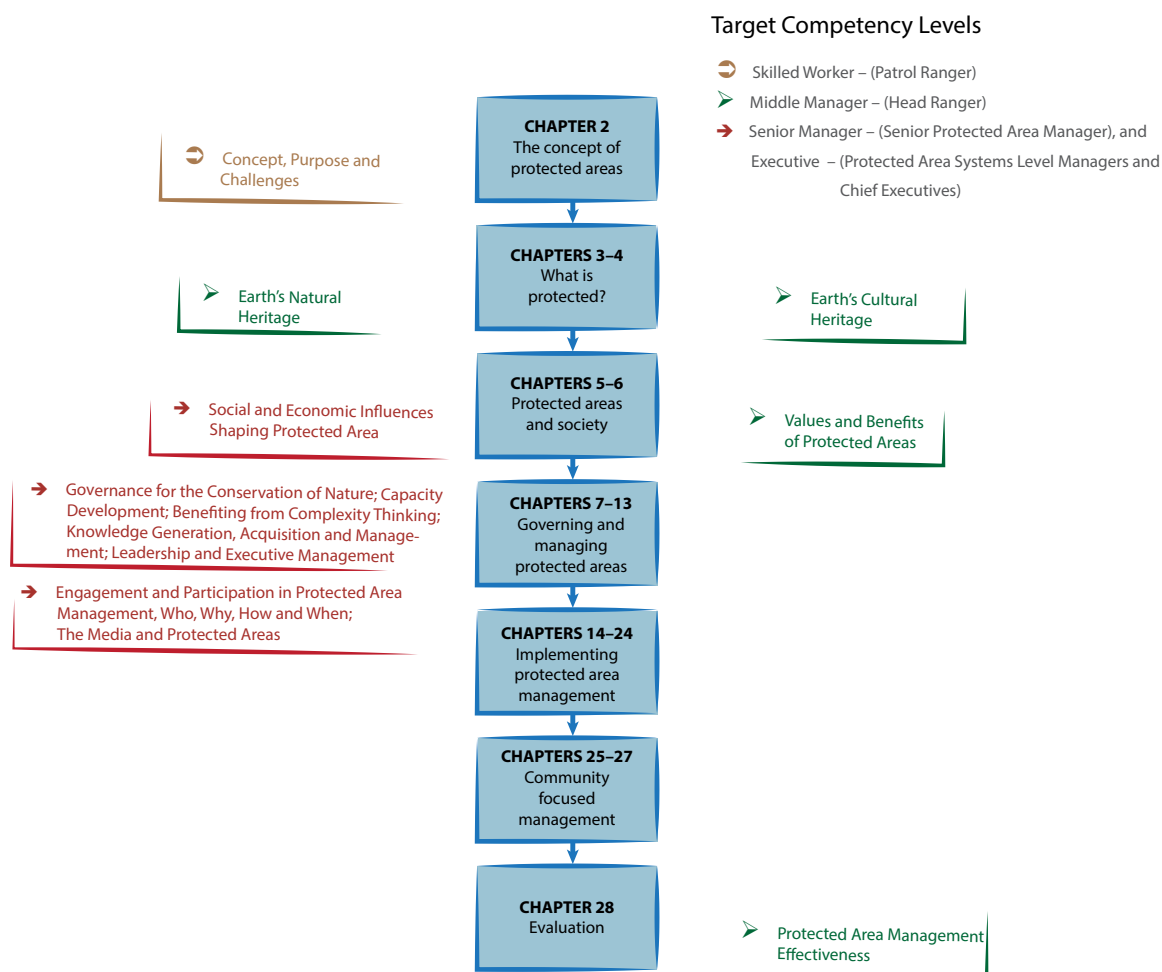 Target Competency Levels
Skilled Worker – (Patrol Ranger)
Middle Manager – (Head Ranger)
Senior Manager – (Senior Protected Area Manager), and
Executive – (Protected Area Systems Level Managers and
Chief Executives)
CHAPTER 2
The concept of
protected areas
Concept, Purpose and
Challenges
CHAPTERS 3–4
What is
protected?
Earth's Natural
Heritage
Earth's Cultural
Heritage
CHAPTERS 5–6
Protected areas
and society
Social and Economic Influences
Shaping Protected Area
Values and Benefits
of Protected Areas
CHAPTERS 7–13
Governing and
managing
protected areas
Governance for the Conservation of Nature; Capacity
Development; Benefiting from Complexity Thinking;
Knowledge Generation, Acquisition and Manage-
ment; Leadership and Executive Management
Engagement and Participation in Protected Area
Management, Who, Why, How and When;
The Media and Protected Areas
CHAPTERS 14–24
Implementing
protected area
management
CHAPTERS 25–27
Community
focused
management
CHAPTER 28
Evaluation
Protected Area Management
Effectiveness